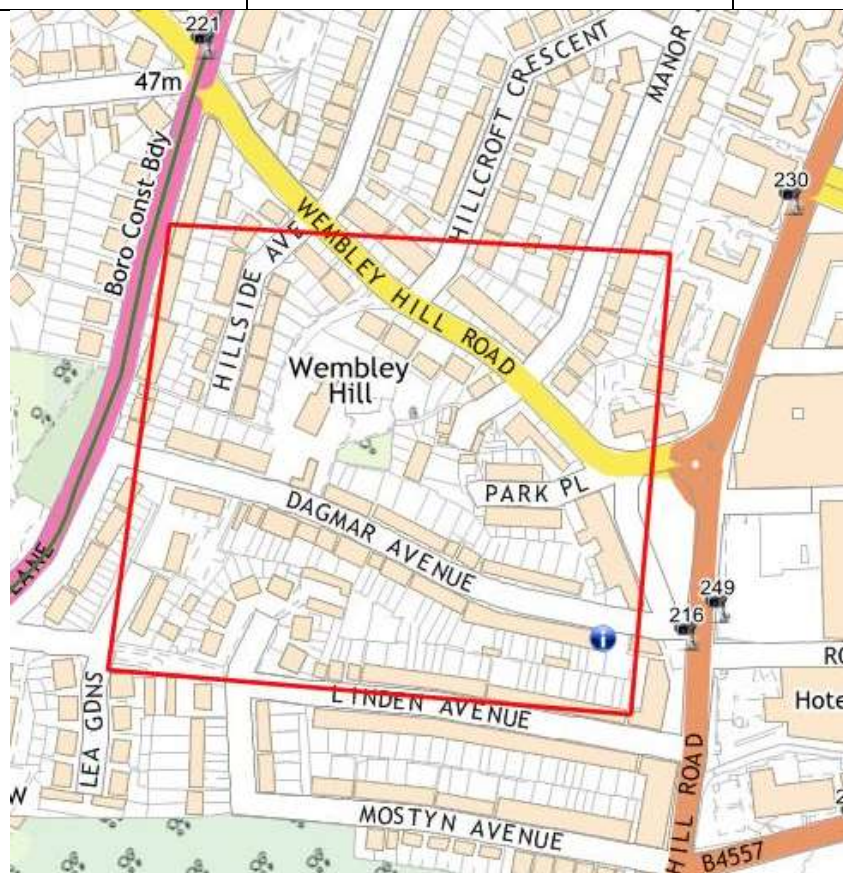 221
47m
HILLCROFT CRESCENT
MANOR
Boro Const Bdy
230
WEMBLEY HILL ROAD
HILLSIDE AVE
Wembley
Hill
PARK PL
DAGMAR AVENUE
LANE
249
216
i
RO
LINDEN AVENUE
Hote
LEA GDNS
HILL ROAD
W
MOSTYN AVENUE
2
B4557